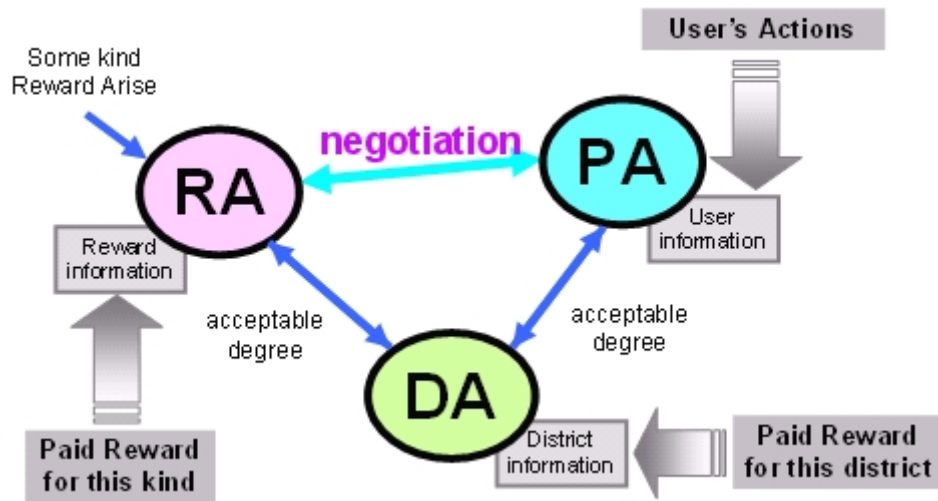 User's Actions
Some kind
Reward Arise
negotiation
RA
PA
User
information
Reward
information
acceptable
degree
acceptable
degree
DA
District
information
Paid Reward
for this kind
Paid Reward
for this district